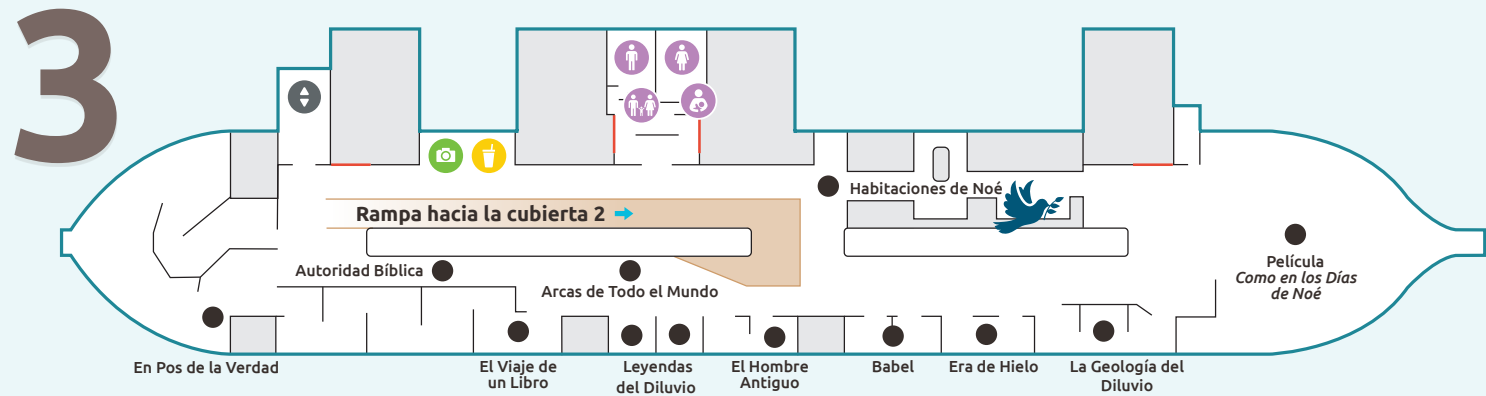 3
Habitaciones de Noé
Rampa hacia la cubierta 2
Autoridad Bíblica
Arcas de Todo el Mundo
Película
Como en los Días
de Noé
En Pos de la Verdad
El Viaje de
un Libro
Leyendas
del Diluvio
El Hombre
Antiguo
Babel
Era de Hielo
La Geología del
Diluvio